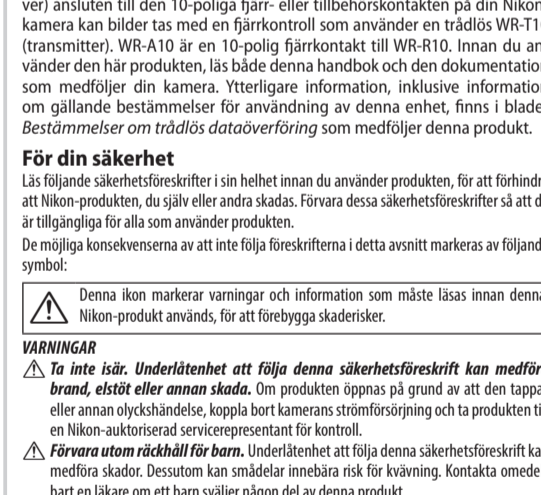 ver) ansluten till den 10-poliga fjärr- eller tillbehörskontakten på din Nikon
kamera kan bilder tas med en fjärrkontroll som använder en trådlös WR-T1
(transmitter). WR-A10 är en 10-polig fjärrkontakt till WR-R10. Innan du an
vänder den här produkten, läs både denna handbok och den dokumentatio
som medföljer din kamera. Ytterligare information, inklusive informatio
om gällande bestämmelser för användning av denna enhet, finns i blade
Bestämmelser om trådlös dataöverföring som medföljer denna produkt.
För din säkerhet
Läs följande säkerhetsföreskrifter i sin helhet innan du använder produkten, för att förhindr
att Nikon-produkten, du själv eller andra skadas. Förvara dessa säkerhetsföreskrifter så att d
är tillgängliga för alla som använder produkten.
De möjliga konsekvenserna av att inte följa föreskrifterna i detta avsnitt markeras av följand
symbol:
Denna ikon markerar varningar och information som måste läsas innan denna
Nikon-produkt används, för att förebygga skaderisker.
VARNINGAR
Ta inte isär. Underlåtenhet att följa denna säkerhetsföreskrift kan medför
brand, elstöt eller annan skada. Om produkten öppnas på grund av att den tappa
eller annan olyckshändelse, koppla bort kamerans strömförsörjning och ta produkten ti
en Nikon-auktoriserad servicerepresentant för kontroll.
Förvara utom räckhåll för barn. Underlåtenhet att följa denna säkerhetsföreskrift ka
medföra skador. Dessutom kan smådelar innebära risk för kvävning. Kontakta omede
bart en läkare om ett barn sväljer någon del av denna produkt.